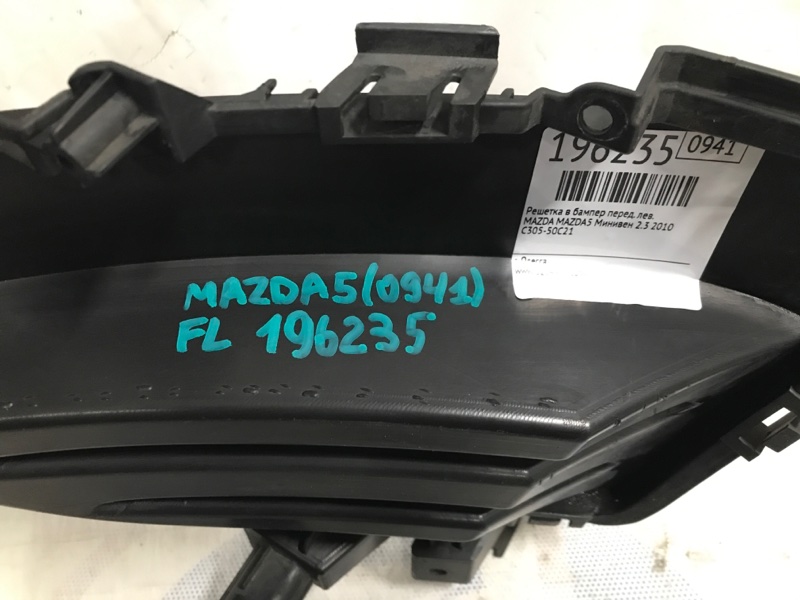 196235 0941
Решетка в бампер перед.лев.
MAZDA MAZDA5 Минивен 2.3 2010
C305-50C21
MAZDA5(0941)
FL 196235